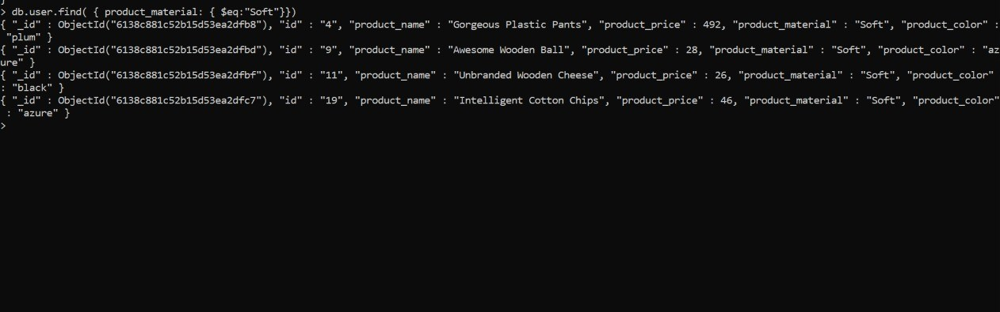 > db.user.find( { product_material: { $eq:"Soft"}})
{ "_id" : ObjectId("6138c881c52b15d53ea2dfb8"), "id" : "4", "product_name" : "Gorgeous Plastic Pants", "product_price" : 492, "product_material" : "Soft", "product_color" :
 "plum" }
{ "_id" : ObjectId("6138c881c52b15d53ea2dfbd"), "id" : "9", "product_name" : "Awesome Wooden Ball", "product_price" : 28, "product_material" : "Soft", "product_color" : "az
ure" }
{ "_id" : ObjectId("6138c881c52b15d53ea2dfbf"), "id" : "11", "product_name" : "Unbranded Wooden Cheese", "product_price" : 26, "product_material" : "Soft", "product_color"
: "black" }
{ "_id" : ObjectId("6138c881c52b15d53ea2dfc7"), "id" : "19", "product_name" : "Intelligent Cotton Chips", "product_price" : 46, "product_material" : "Soft", "product_color"
 : "azure" }
>